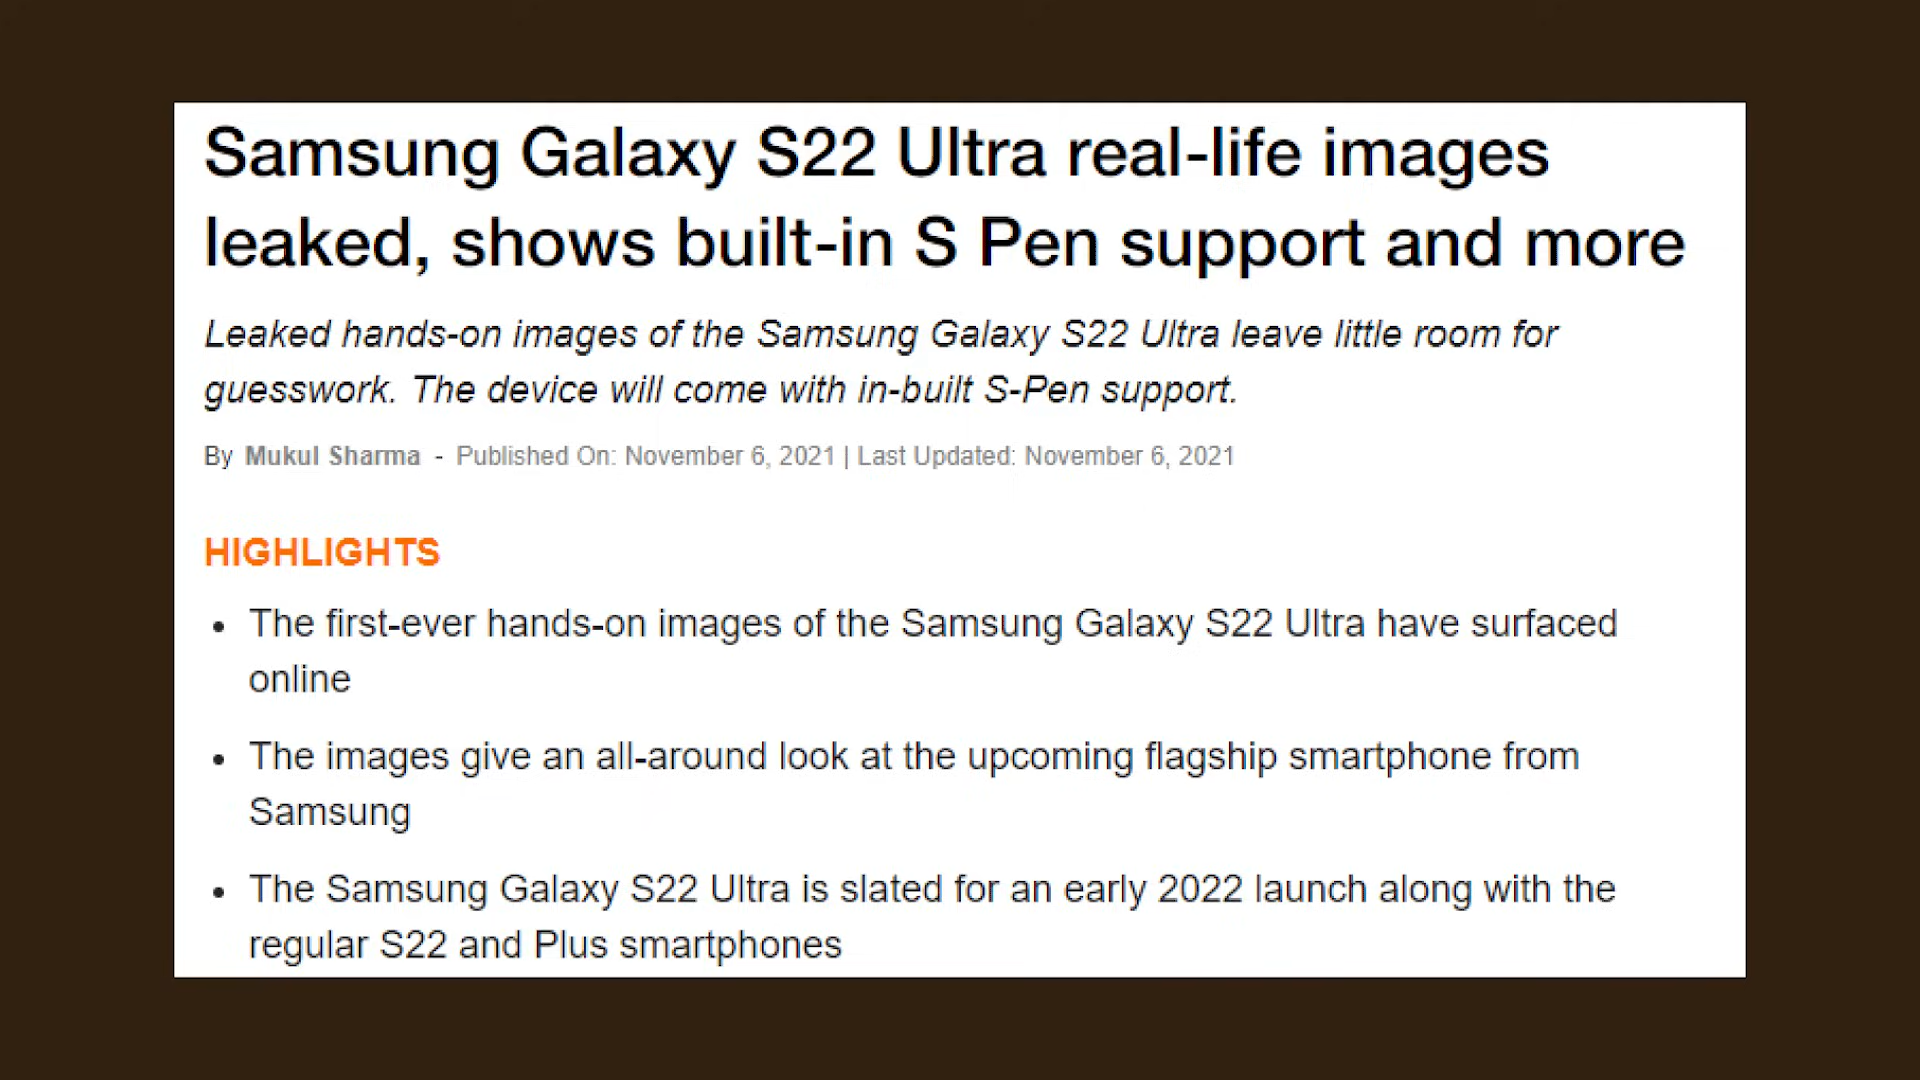 Samsung Galaxy S22 Ultra real-life images
leaked, shows built-in S Pen support and more
Leaked hands-on images of the Samsung Galaxy S22 Ultra leave little room for
guesswork. The device will come with in-built S-Pen support.
By Mukul Sharma - Published On: November 6, 2021 | Last Updated: November 6, 2021
HIGHLIGHTS
• The first-ever hands-on images of the Samsung Galaxy S22 Ultra have surfaced
online
• The images give an all-around look at the upcoming flagship smartphone from
Samsung
• The Samsung Galaxy S22 Ultra is slated for an early 2022 launch along with the
regular S22 and Plus smartphones